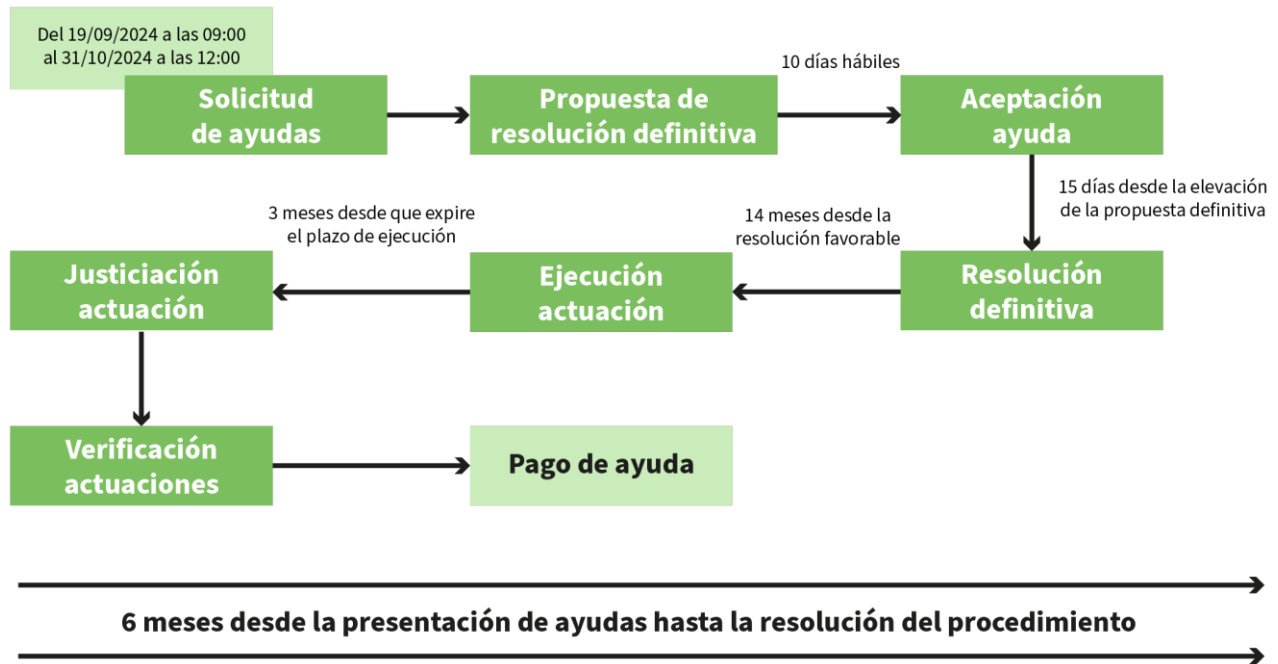 Del 19/09/2024 a las 09:00
al 31/10/2024 a las 12:00
Solicitud
de ayudas
Propuesta de
resolución definitiva
10 días hábiles
Aceptación
ayuda
15 días desde la elevación
de la propuesta definitiva
Resolución
definitiva
14 meses desde la
resolución favorable
Ejecución
actuación
3 meses desde que expire
el plazo de ejecución
Justiciación
actuación
Verificación
actuaciones
Pago de ayuda
6 meses desde la presentación de ayudas hasta la resolución del procedimiento